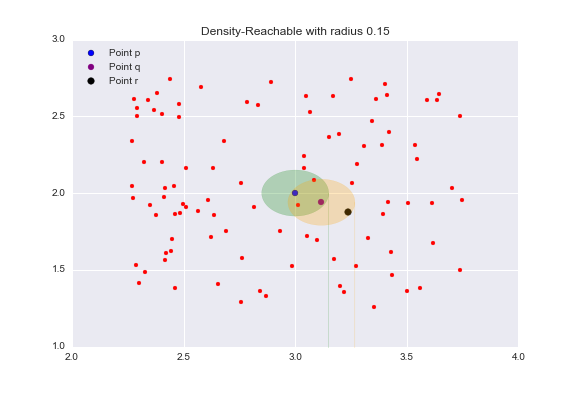 Density-Reachable with radius 0.15
3.0
Point p
Point q
Point r
2.5
2.0
1.5
1.0
2.0 2.5 3.0 3.5 4.0